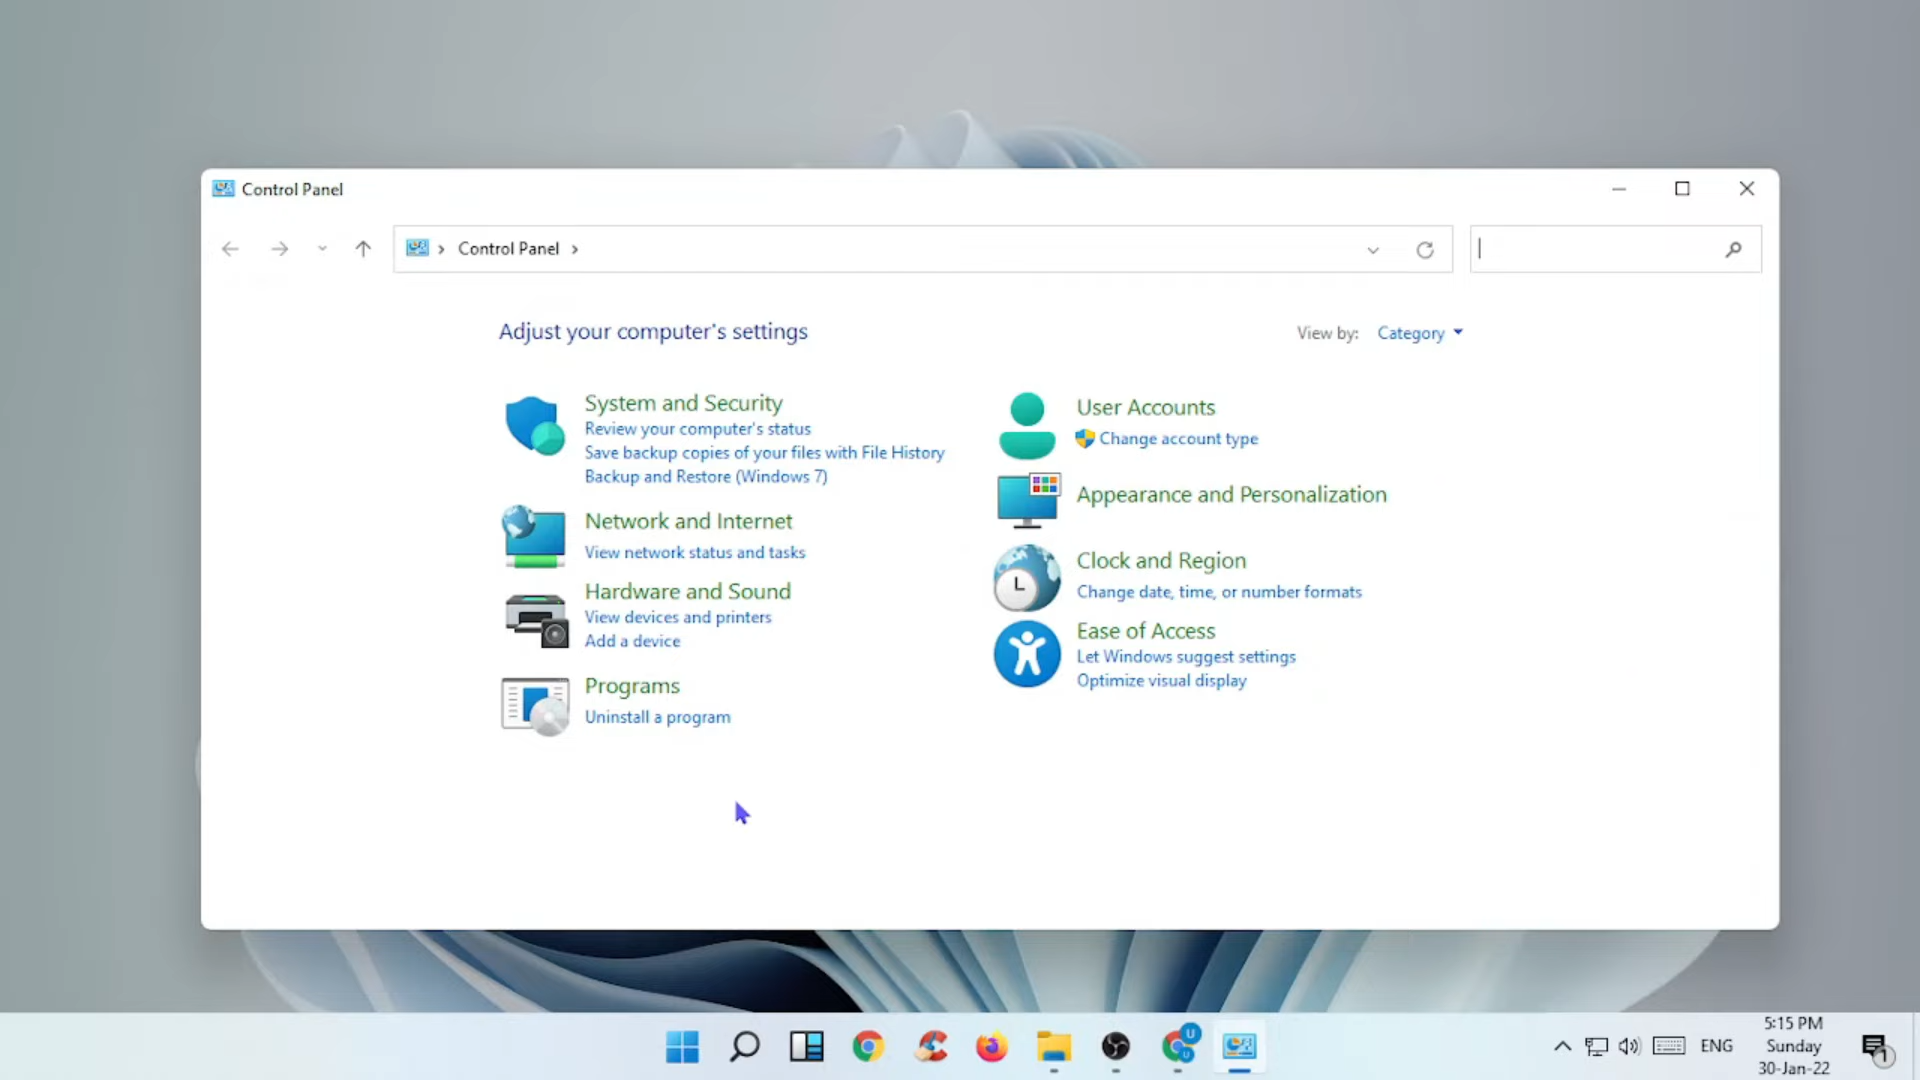 Control Panel
Control Panel
Adjust your computer's settings
View by: Category
System and Security
Review your computer's status
Save backup copies of your files with File History
Backup and Restore (Windows 7)
Network and Internet
View network status and tasks
Hardware and Sound
View devices and printers
Add a device
Programs
Uninstall a program
User Accounts
Change account type
Appearance and Personalization
Clock and Region
Change date, time, or number formats
Ease of Access
Let Windows suggest settings
Optimize visual display
U
U
ENG
5:15 PM
Sunday
30-Jan-22
1